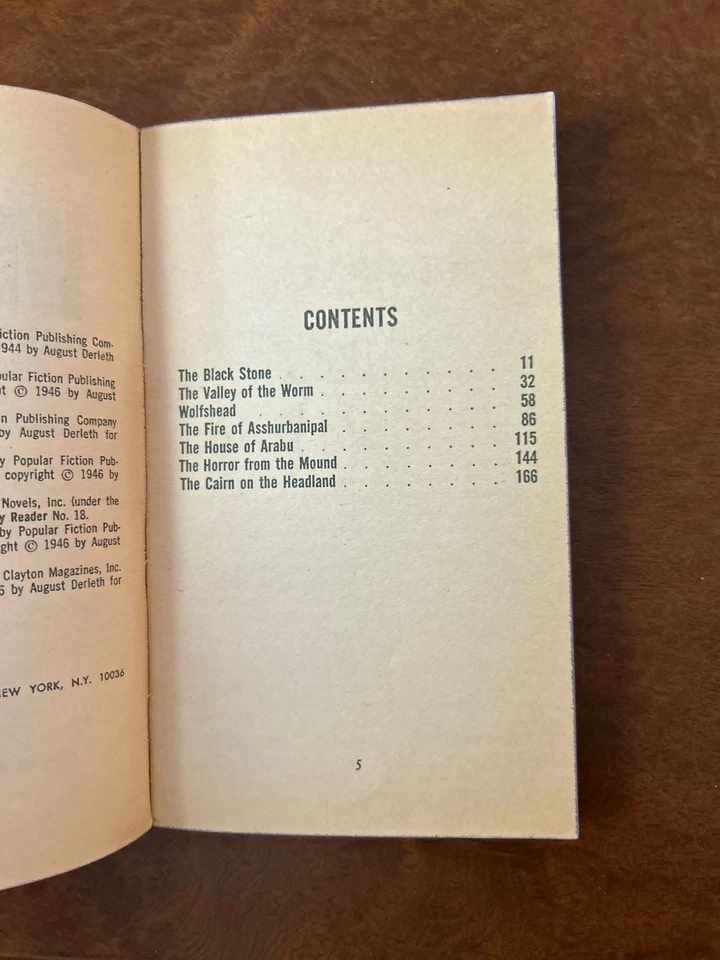 iction Publishing Com-
944 by August Derleth
ular Fiction Publishing
ht © 1946 by August
n Publishing Company
by August Derleth for
by Popular Fiction Pub-
copyright © 1946 by
Novels, Inc. (under the
y Reader No. 18.
by Popular Fiction Pub-
ght © 1946 by August
Clayton Magazines, Inc.
6 by August Derleth for
EW YORK, N.Y. 10036
CONTENTS
The Black Stone . . . . . . . . . . 11
The Valley of the Worm . . . . . . . . 32
Wolfshead . . . . . . . . . . . 58
The Fire of Asshurbanipal . . . . . . . 86
The House of Arabu . . . . . . . . . 115
The Horror from the Mound . . . . . . . 144
The Cairn on the Headland . . . . . . . 166
5